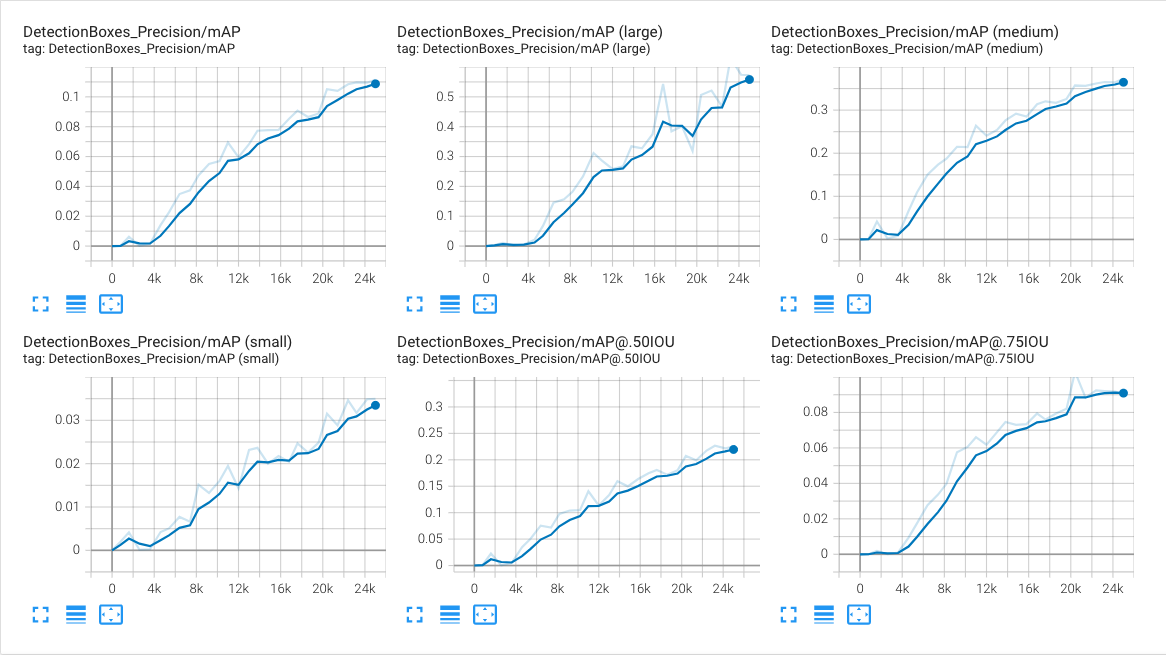 DetectionBoxes_Precision/mAP
tag: DetectionBoxes_Precision/mAP
0.1
0.08
0.06
0.04
0.02
0
0 4k 8k 12k 16k 20k 24k
DetectionBoxes_Precision/mAP (large)
tag: DetectionBoxes_Precision/mAP (large)
0.5
0.4
0.3
0.2
0.1
0
0 4k 8k 12k 16k 20k 24k
DetectionBoxes_Precision/mAP (medium)
tag: DetectionBoxes_Precision/mAP (medium)
0.3
0.2
0.1
0
0 4k 8k 12k 16k 20k 24k
DetectionBoxes_Precision/mAP (small)
tag: DetectionBoxes_Precision/mAP (small)
0.03
0.02
0.01
0
0 4k 8k 12k 16k 20k 24k
DetectionBoxes_Precision/mAP@.50IOU
tag: DetectionBoxes_Precision/mAP@.50IOU
0.3
0.25
0.2
0.15
0.1
0.05
0
0 4k 8k 12k 16k 20k 24k
DetectionBoxes_Precision/mAP@.75IOU
tag: DetectionBoxes_Precision/mAP@.75IOU
0.08
0.06
0.04
0.02
0
0 4k 8k 12k 16k 20k 24k